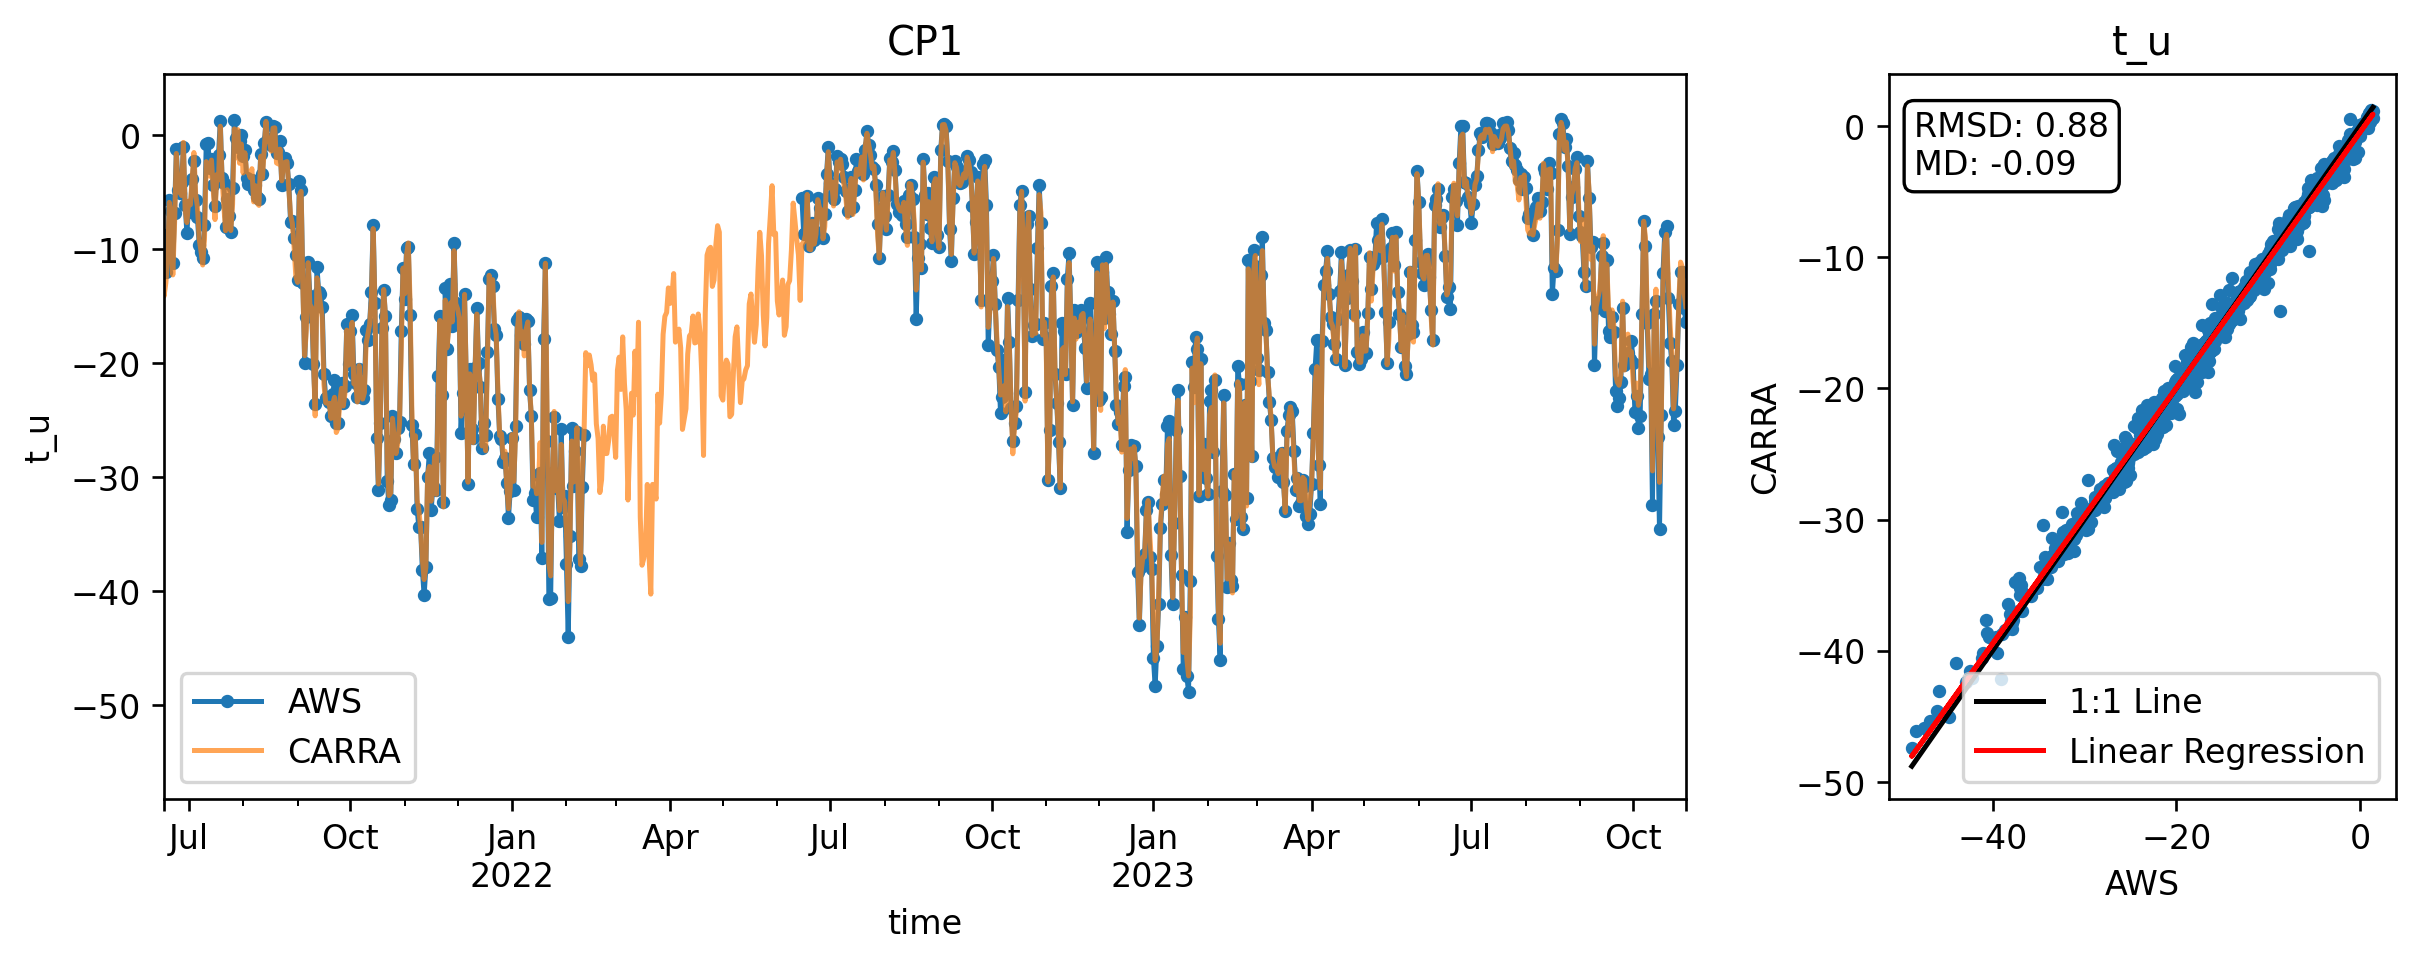 CP1
t_u
0
−10
−20
−30
−40
−50
AWS
CARRA
Jul
Oct
Jan
2022
Apr
Jul
Oct
Jan
2023
Apr
Jul
Oct
time
t_u
RMSD: 0.88
MD: -0.09
CARRA
0
−10
−20
−30
−40
−50
1:1 Line
Linear Regression
−40
−20
0
AWS